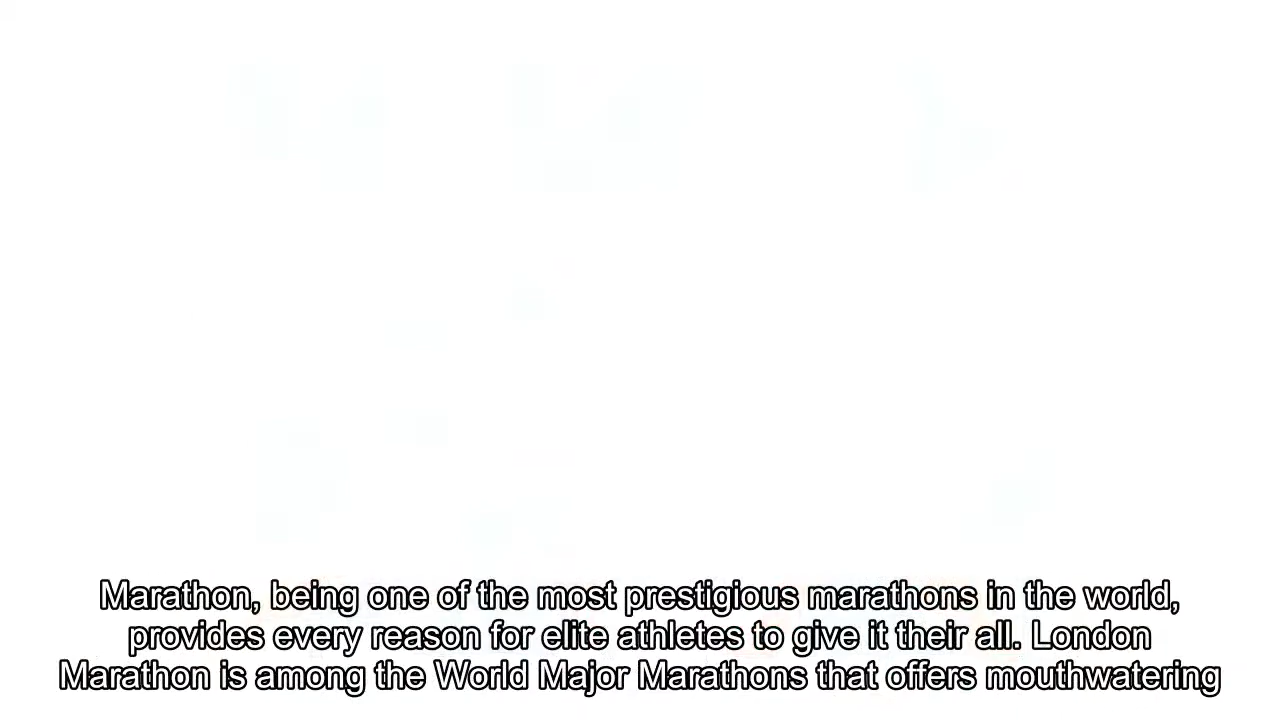 Marathon, being one of the most prestigious marathons in the world,
provides every reason for elite athletes to give it their all. London
Marathon is among the World Major Marathons that offers mouthwatering